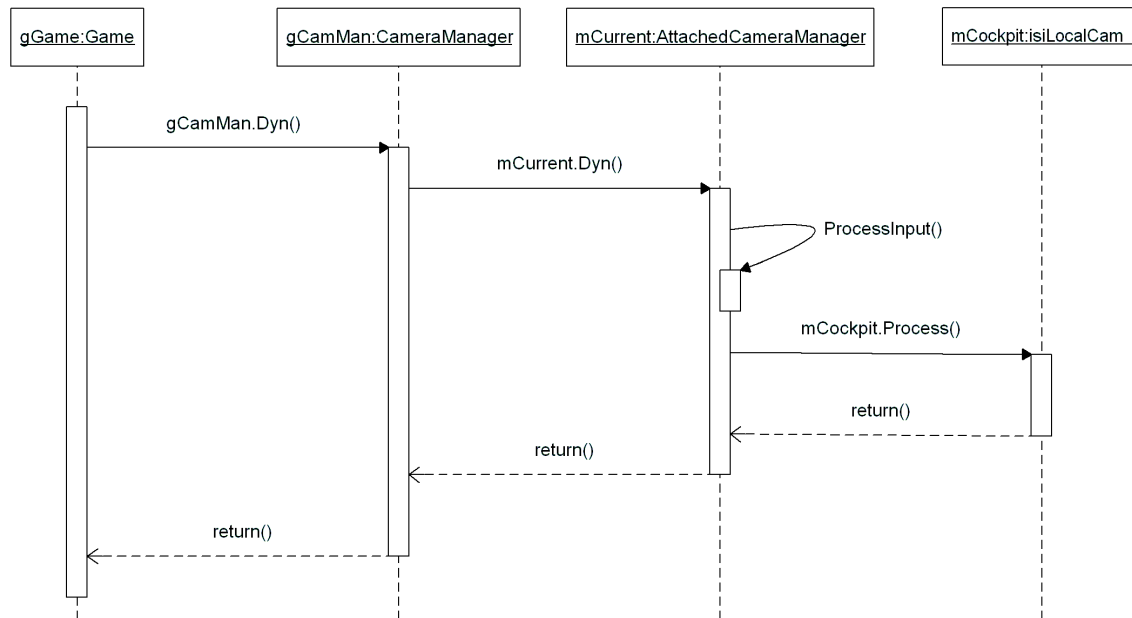 gGame:Game
gCamMan:CameraManager
mCurrent:AttachedCameraManager
mCockpit:isiLocalCam
gCamMan.Dyn()
mCurrent.Dyn()
ProcessInput()
mCockpit.Process()
return()
return()
return()